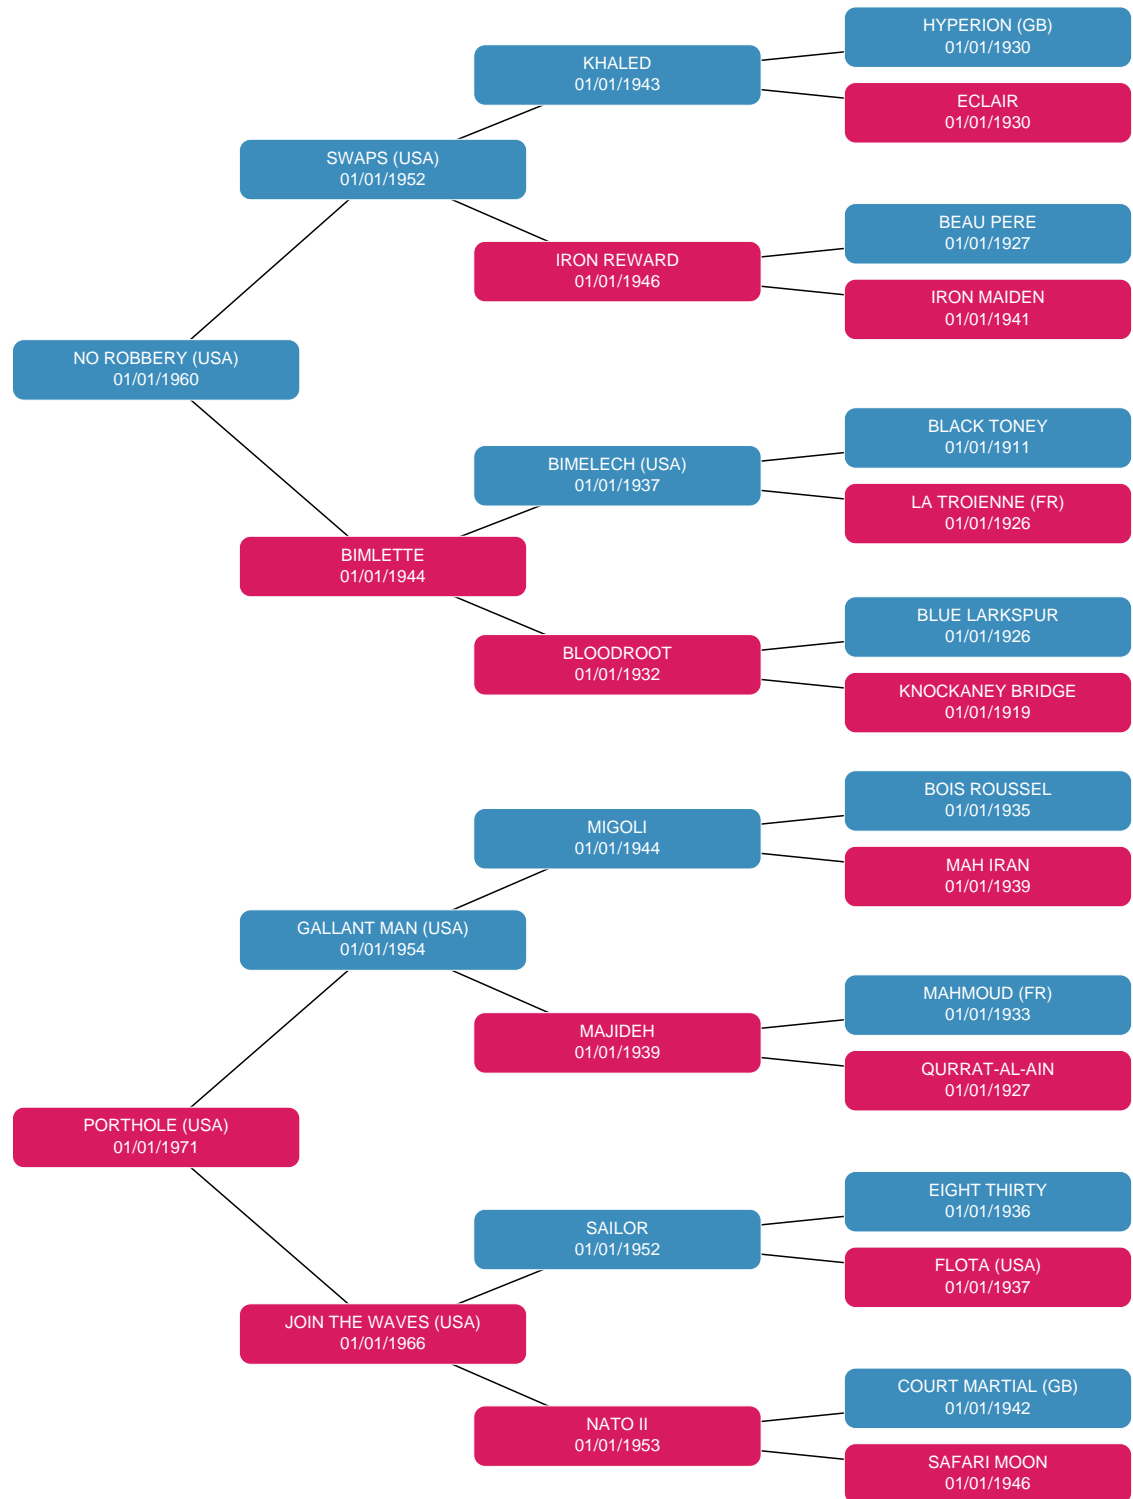 HYPERION (GB)
01/01/1930
KHALED
01/01/1943
ECLAIR
01/01/1930
SWAPS (USA)
01/01/1952
BEAU PERE
01/01/1927
IRON REWARD
01/01/1946
IRON MAIDEN
01/01/1941
NO ROBBERY (USA)
01/01/1960
BLACK TONEY
01/01/1911
BIMELECH (USA)
01/01/1937
LA TROIENNE (FR)
01/01/1926
BIMLETTE
01/01/1944
BLUE LARKSPUR
01/01/1926
BLOODROOT
01/01/1932
KNOCKANEY BRIDGE
01/01/1919
BOIS ROUSSEL
01/01/1935
MIGOLI
01/01/1944
MAH IRAN
01/01/1939
GALLANT MAN (USA)
01/01/1954
MAHMOUD (FR)
01/01/1933
MAJIDEH
01/01/1939
QURRAT-AL-AIN
01/01/1927
PORTHOLE (USA)
01/01/1971
EIGHT THIRTY
01/01/1936
SAILOR
01/01/1952
FLOTA (USA)
01/01/1937
JOIN THE WAVES (USA)
01/01/1966
COURT MARTIAL (GB)
01/01/1942
NATO II
01/01/1953
SAFARI MOON
01/01/1946